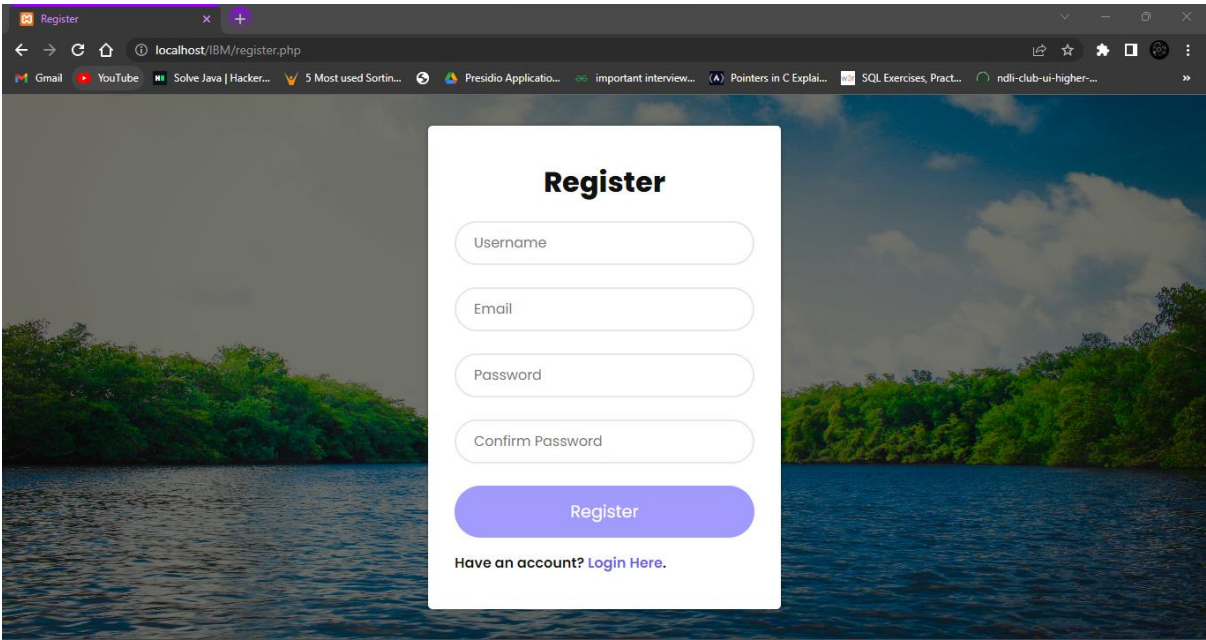 Register
localhost/IBM/register.php
Gmail YouTube Solve Java | Hacker... 5 Most used Sortin... Presidio Applicatio... important interview... Pointers in C Explai... SQL Exercises, Pract... ndli-club-ui-higher-... »
Register
Username
Email
Password
Confirm Password
Register
Have an account? Login Here.